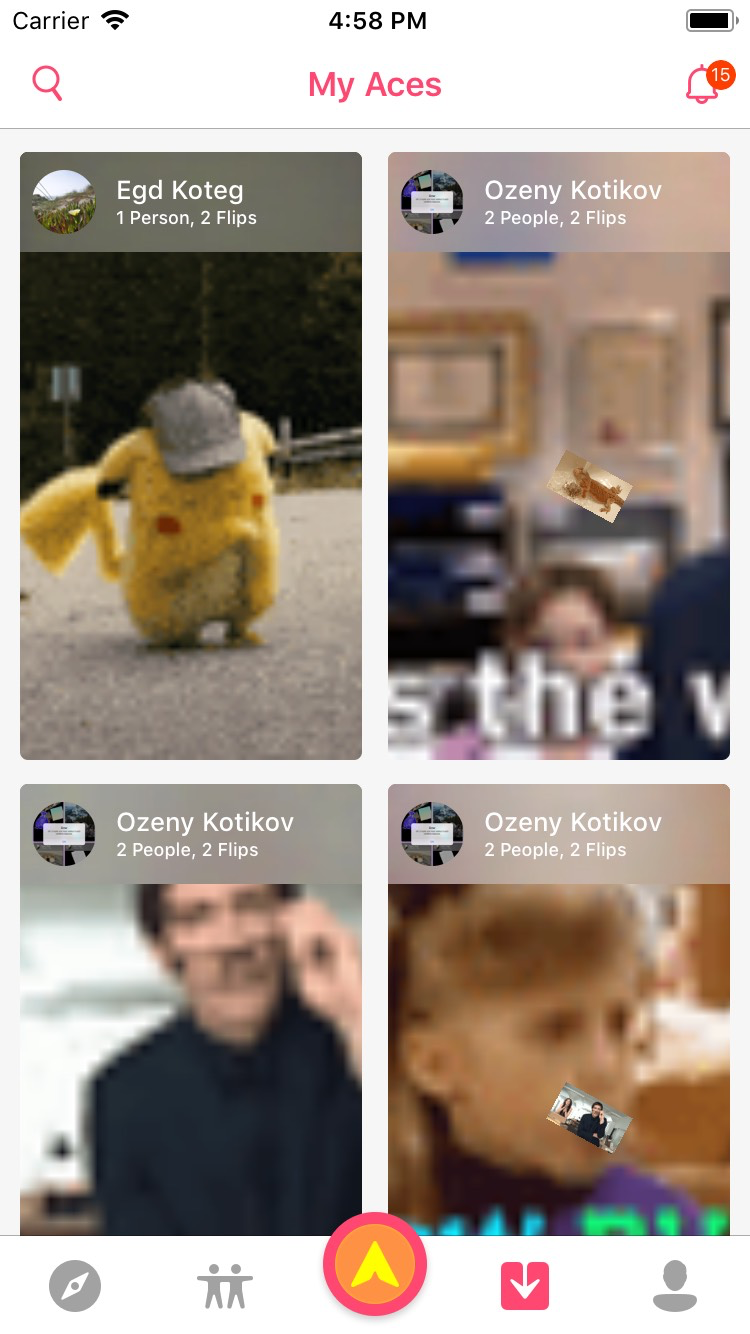 Carrier 4:58 PM
My Aces
15
Egd Koteg
1 Person, 2 Flips
Ozeny Kotikov
2 People, 2 Flips
s the
Ozeny Kotikov
2 People, 2 Flips
Ozeny Kotikov
2 People, 2 Flips